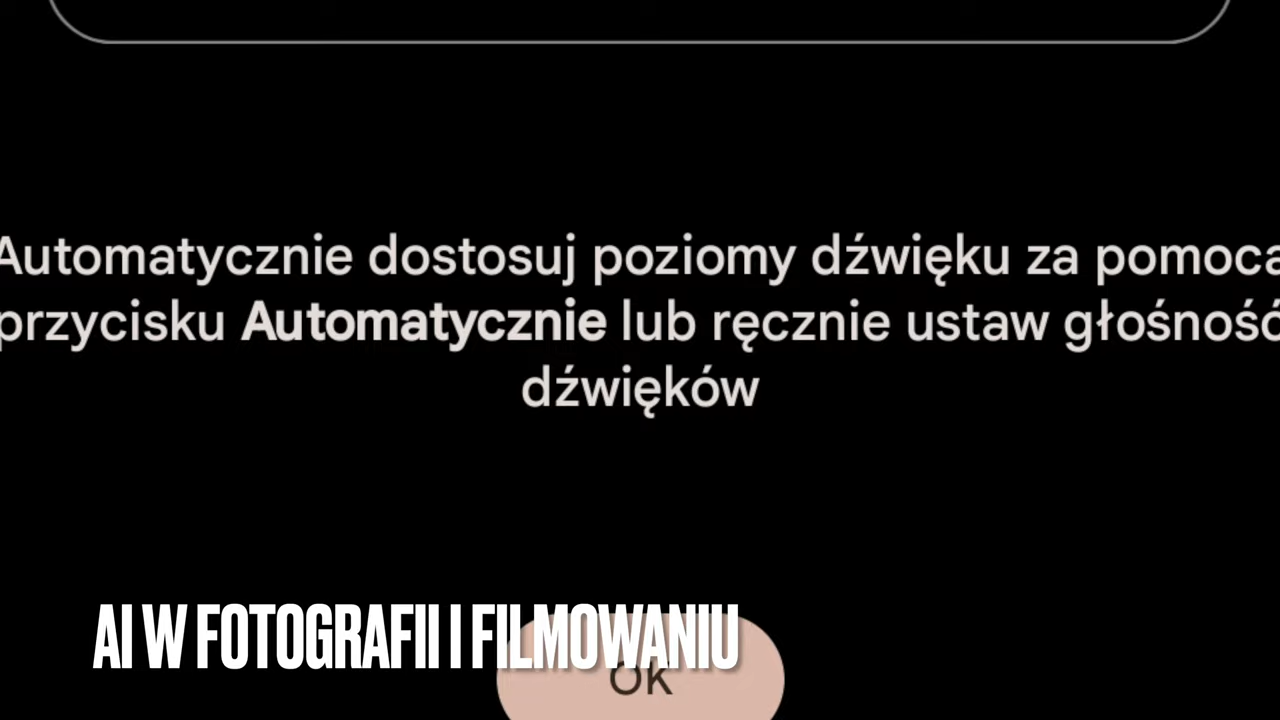 Automatycznie dostosuj poziomy dźwięku za pomocą
przycisku Automatycznie lub ręcznie ustaw głośność
dźwięków
AI W FOTOGRAFII I FILMOWANIU
OK